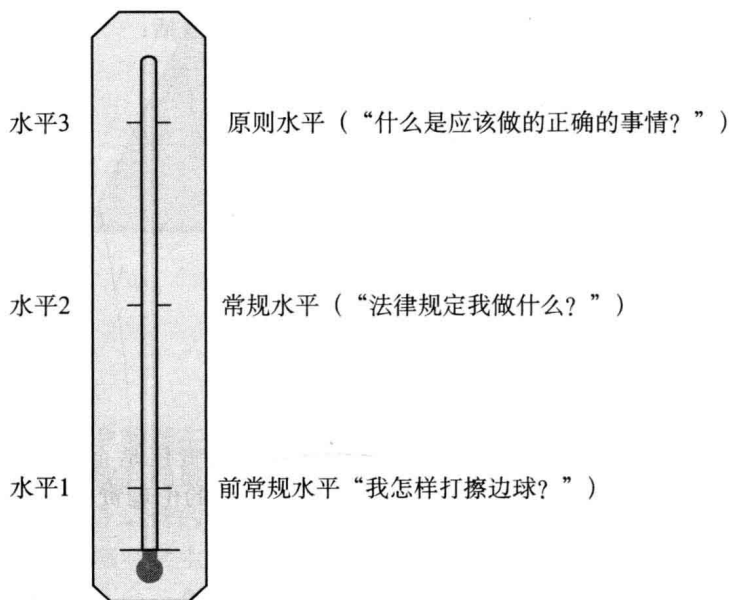 水平3 原则水平（“什么是应该做的正确的事情？”）
水平2 常规水平（“法律规定我做什么？”）
水平1 前常规水平“我怎样打擦边球？”）